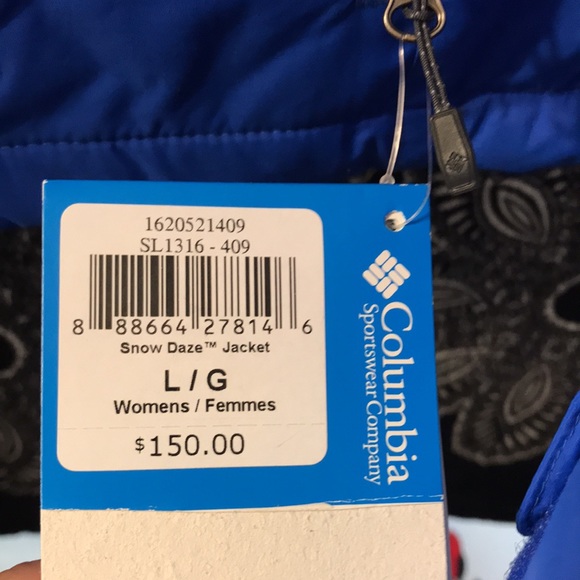 1620521409
SL1316 - 409
8 88664 27814 6
Snow Daze™ Jacket
L / G
Womens / Femmes
$150.00
Columbia
Sportswear Company